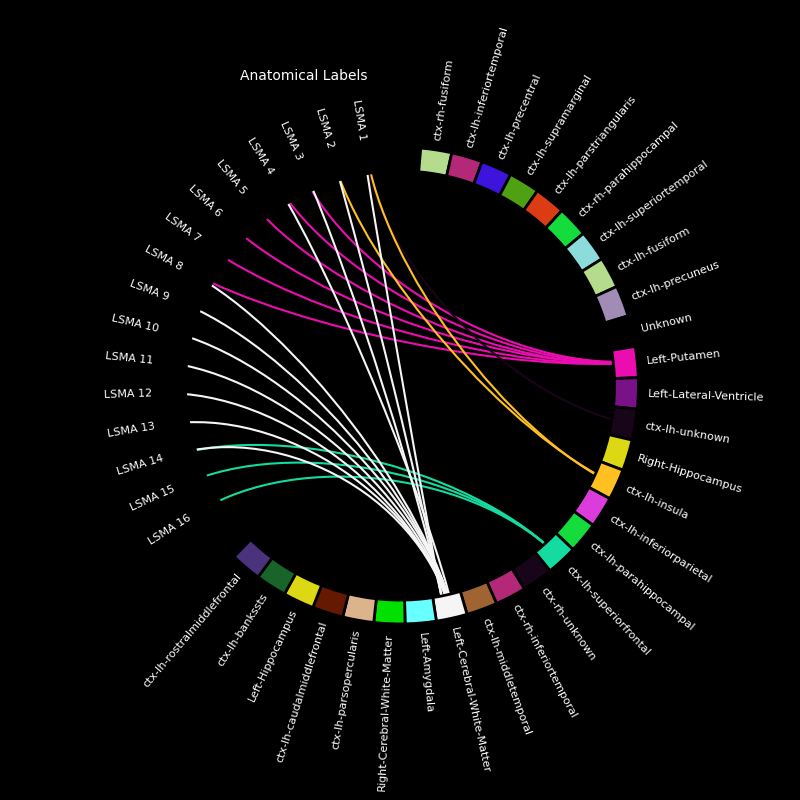 Anatomical Labels
LSMA 1
LSMA 2
LSMA 3
LSMA 4
LSMA 5
LSMA 6
LSMA 7
LSMA 8
LSMA 9
LSMA 10
LSMA 11
LSMA 12
LSMA 13
LSMA 14
LSMA 15
LSMA 16
ctx-rh-fusiform
ctx-lh-inferiortemporal
ctx-lh-precentral
ctx-lh-supramarginal
ctx-lh-parstriangularis
ctx-rh-parahippocampal
ctx-lh-superiortemporal
ctx-lh-fusiform
ctx-lh-precuneus
Unknown
Left-Putamen
Left-Lateral-Ventricle
ctx-lh-unknown
Right-Hippocampus
ctx-lh-insula
ctx-lh-inferiorparietal
ctx-lh-parahippocampal
ctx-lh-superiorfrontal
ctx-rh-unknown
ctx-rh-inferiortemporal
ctx-lh-middletemporal
Left-Cerebral-White-Matter
Left-Amygdala
Right-Cerebral-White-Matter
ctx-lh-parsopercularis
ctx-lh-caudalmiddlefrontal
Left-Hippocampus
ctx-lh-bankssts
ctx-lh-rostralmiddlefrontal